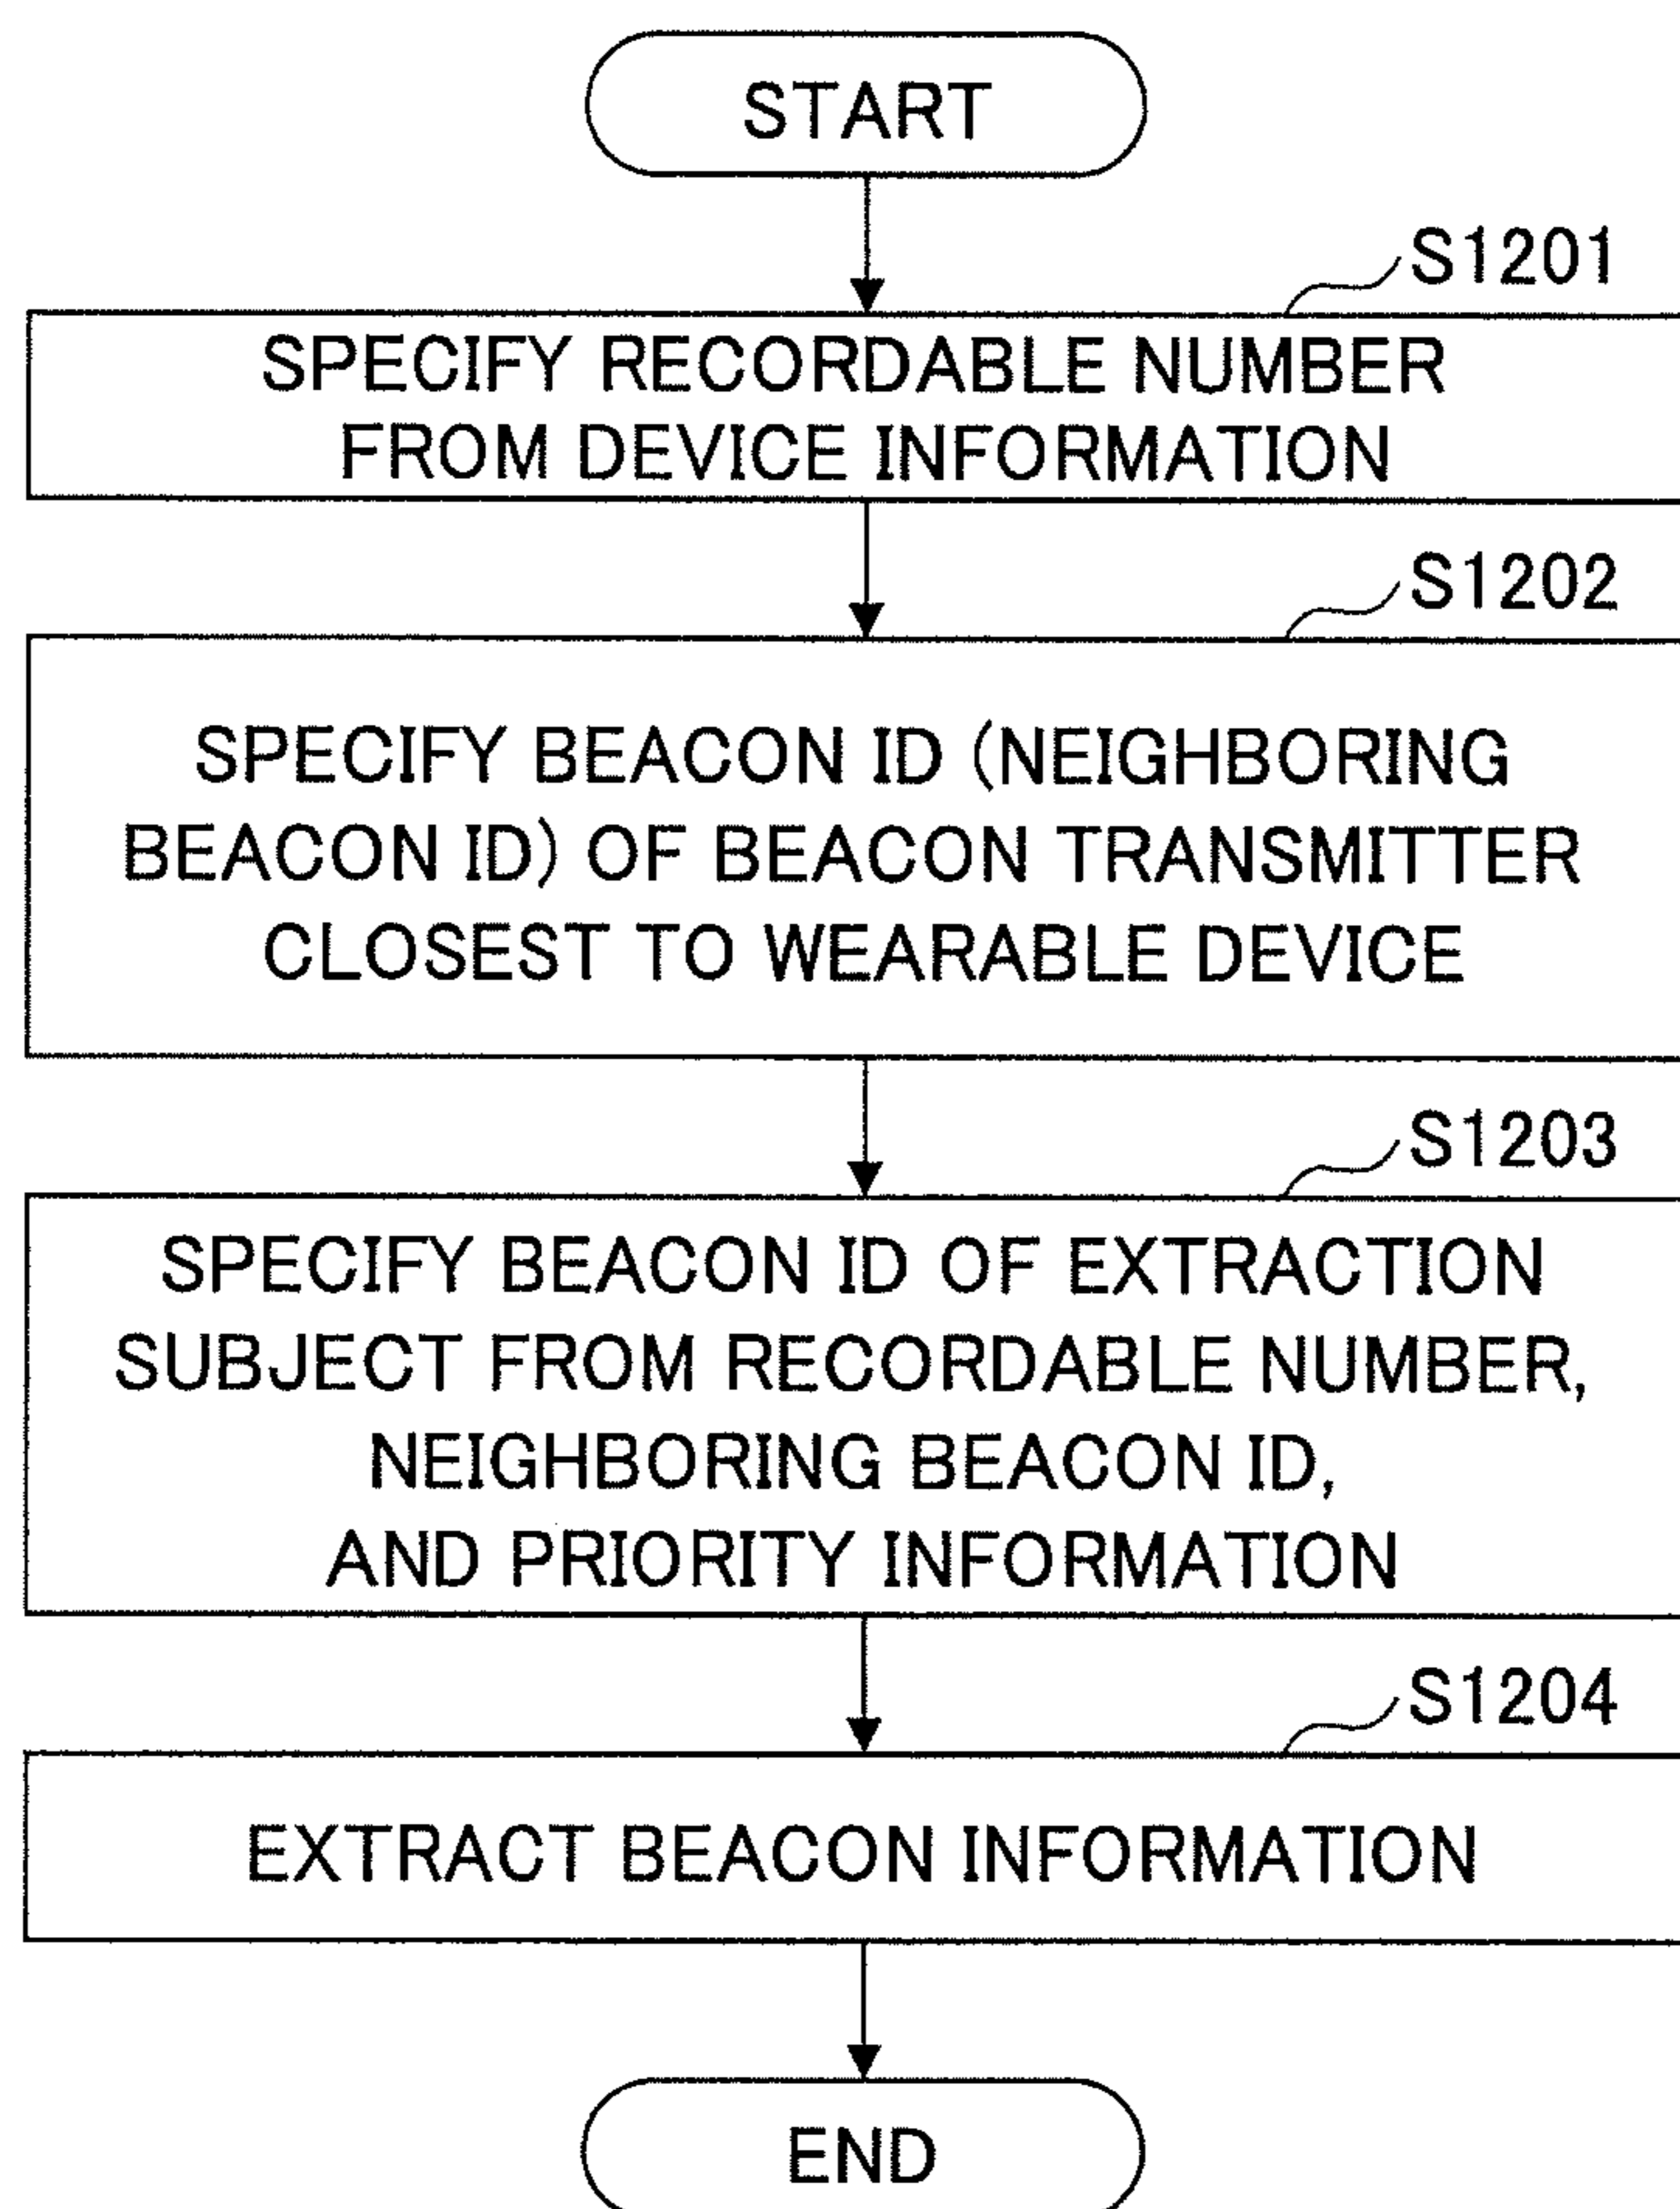 START
S1201
SPECIFY RECORDABLE NUMBER
FROM DEVICE INFORMATION
S1202
SPECIFY BEACON ID (NEIGHBORING
BEACON ID) OF BEACON TRANSMITTER
CLOSEST TO WEARABLE DEVICE
S1203
SPECIFY BEACON ID OF EXTRACTION
SUBJECT FROM RECORDABLE NUMBER,
NEIGHBORING BEACON ID,
AND PRIORITY INFORMATION
S1204
EXTRACT BEACON INFORMATION
END